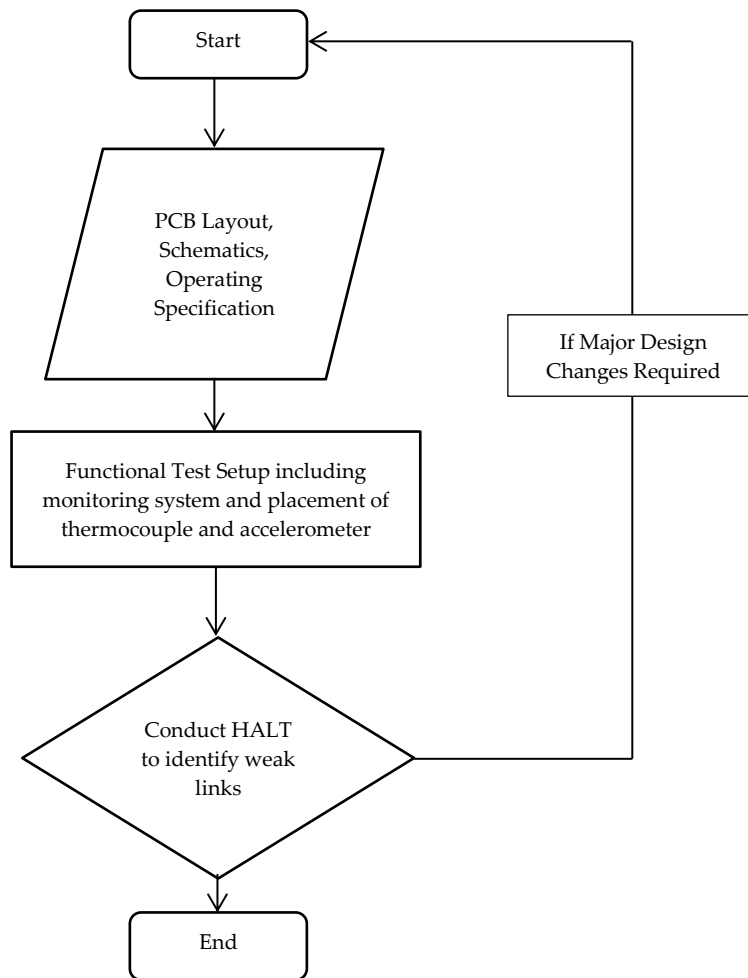 Start
PCB Layout,
Schematics,
Operating
Specification
If Major Design
Changes Required
Functional Test Setup including
monitoring system and placement of
thermocouple and accelerometer
Conduct HALT
to identify weak
links
End